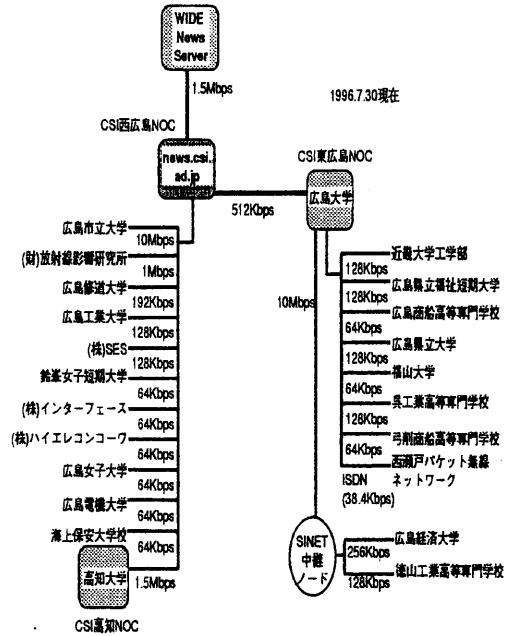 WIDE
News
Server
1.5Mbps
1996.7.30現在
CSI西広島NOC
news.csi.
ad.jp
CSI東広島NOC
広島大学
512Kbps
広島市立大学
10Mbps
(財)放射線影響研究所
1Mbps
広島修道大学
192Kbps
広島工業大学
128Kbps
(株)SES
128Kbps
鈴峯女子短期大学
64Kbps
(株)インターフェース
64Kbps
(株)ハイエレコンコーワ
64Kbps
広島女子大学
64Kbps
広島電機大学
64Kbps
海上保安大学校
64Kbps
高知大学
1.5Mbps
CSI高知NOC
10Mbps
近畿大学工学部
128Kbps
広島県立福祉短期大学
128Kbps
広島商船高等専門学校
64Kbps
広島県立大学
128Kbps
福山大学
64Kbps
呉工業高等専門学校
128Kbps
弓削商船高等専門学校
64Kbps
西瀬戸パケット無線
ネットワーク
ISDN
(38.4Kbps)
SINET
中継
ノード
広島経済大学
256Kbps
徳山工業高等専門学校
128Kbps